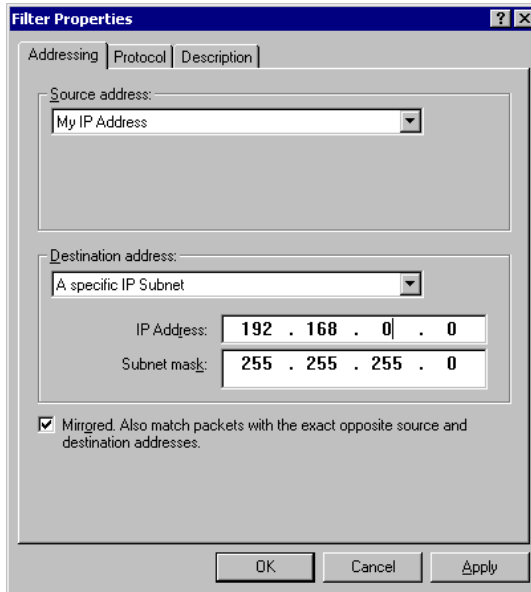 Filter Properties
Addressing Protocol Description
Source address:
My IP Address
Destination address:
A specific IP Subnet
IP Address: 192 . 168 . 0 . 0
Subnet mask: 255 . 255 . 255 . 0
Mirrored. Also match packets with the exact opposite source and
destination addresses.
OK Cancel Apply